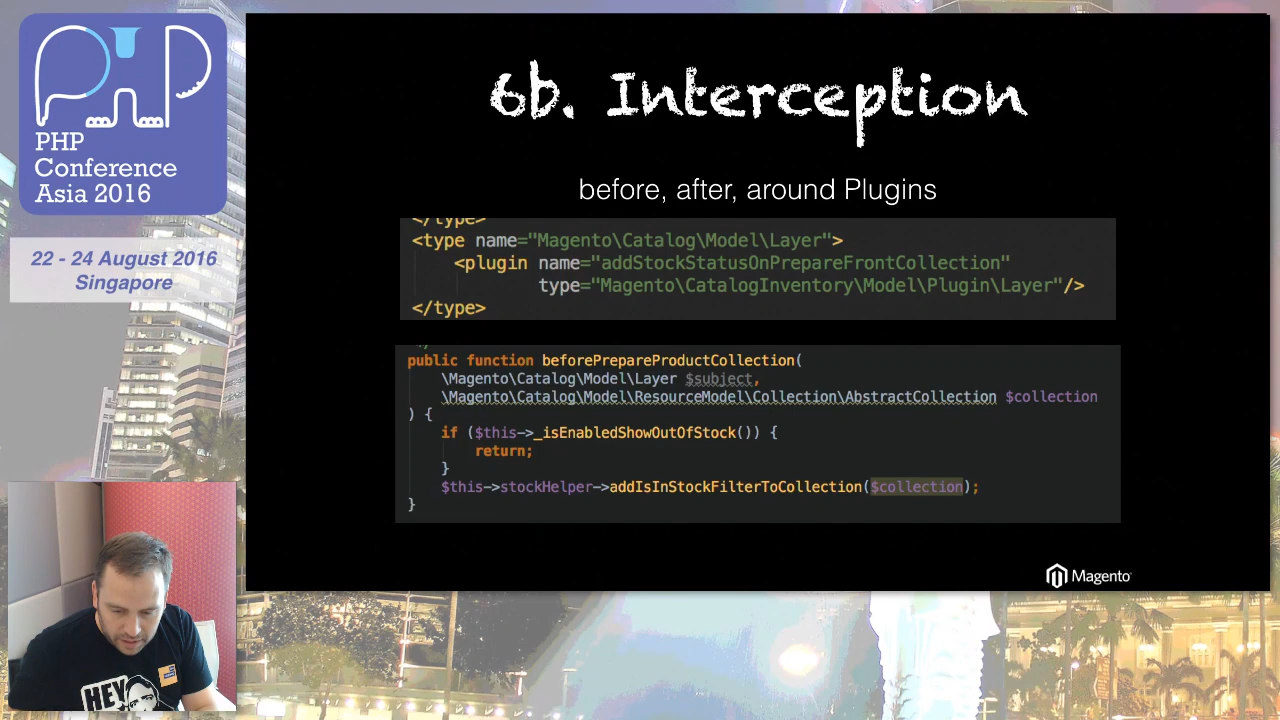 PHP
PHP
Conference
Asia 2016
22 - 24 August 2016
Singapore
6b. Interception
before, after, around Plugins
</type>
<type name="Magento\Catalog\Model\Layer">
<plugin name="addStockStatusOnPrepareFrontCollection"
type="Magento\CatalogInventory\Model\Plugin\Layer"/>
</type>
*/
public function beforePrepareProductCollection(
\Magento\Catalog\Model\Layer $subject,
\Magento\Catalog\Model\ResourceModel\Collection\AbstractCollection $collection
) {
if ($this->_isEnabledShowOutOfStock()) {
return;
}
$this->stockHelper->addIsInStockFilterToCollection($collection);
}
Magento
HEY